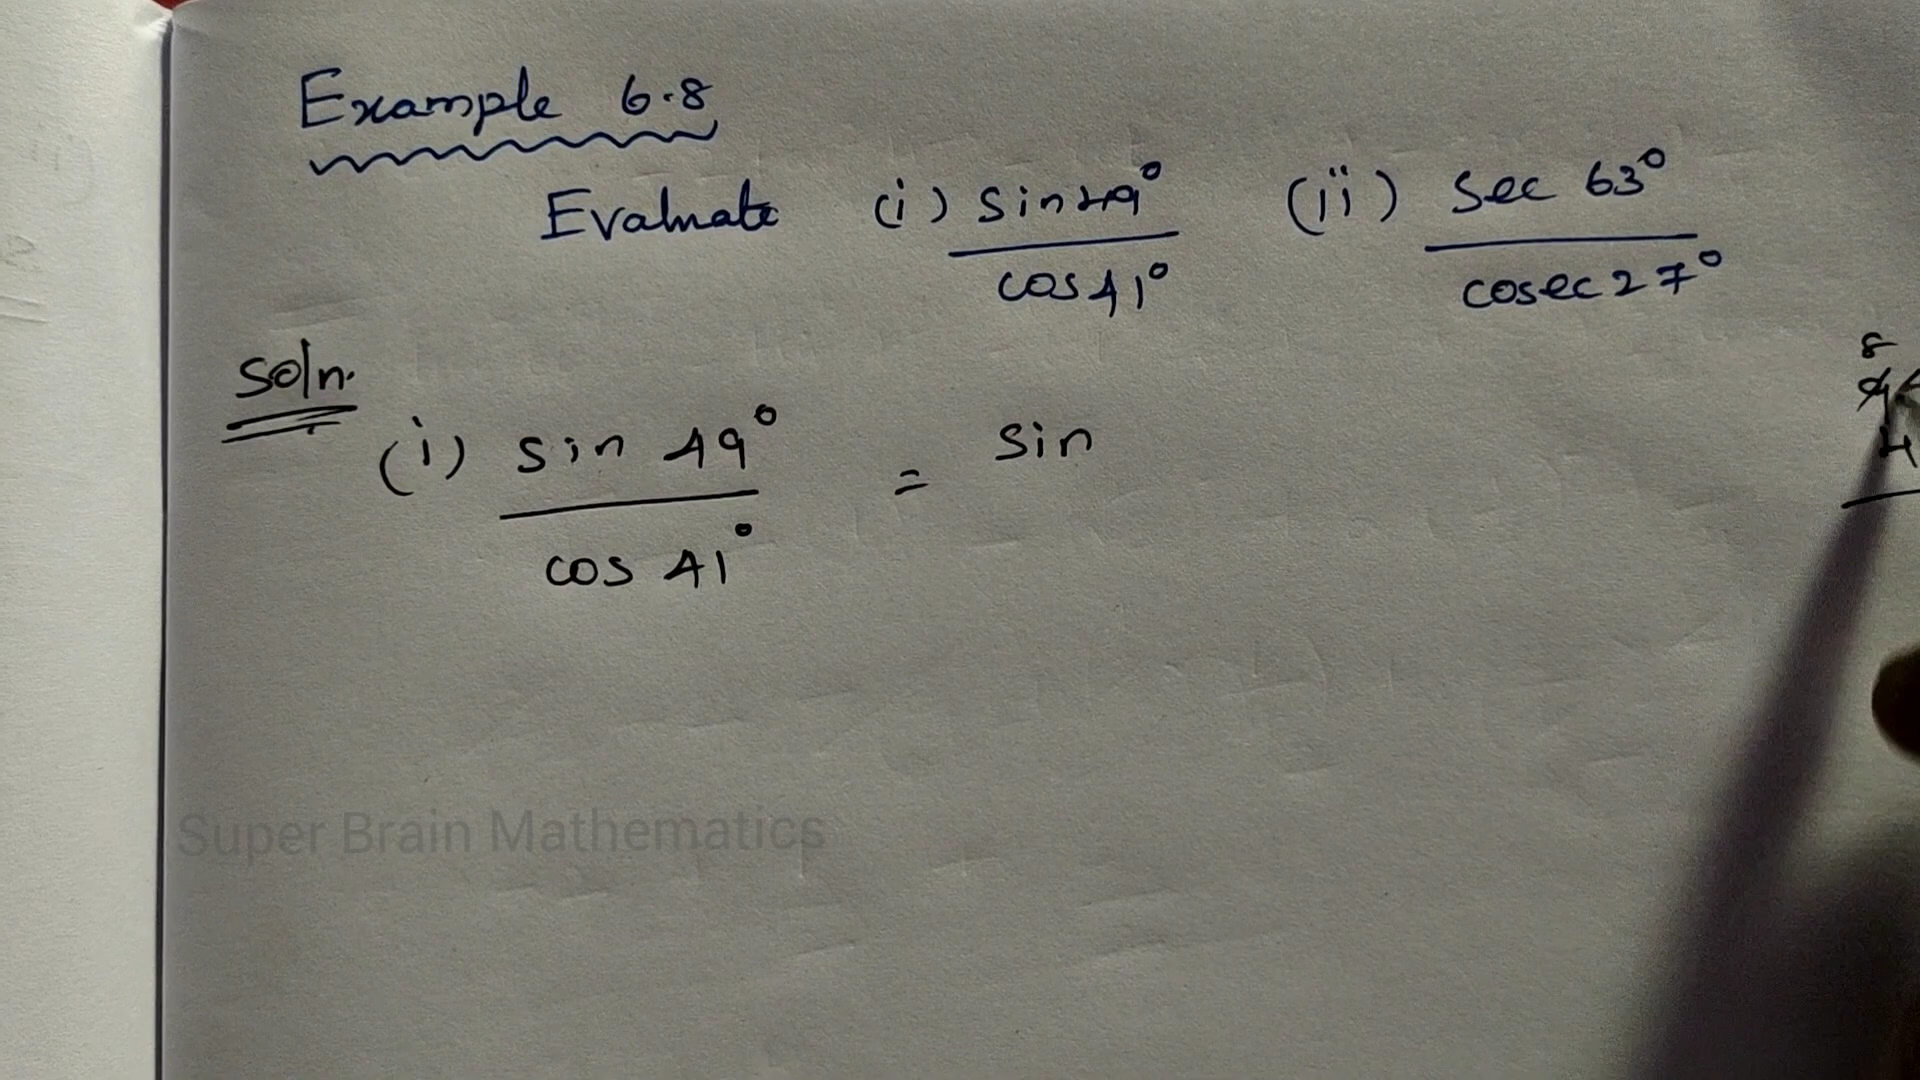 Example 6.8
Evaluate (i) sin 49° / cos 41° (ii) sec 63° / cosec 27°
Soln.
(i) sin 49° / cos 41° = sin
8
Super Brain Mathematics